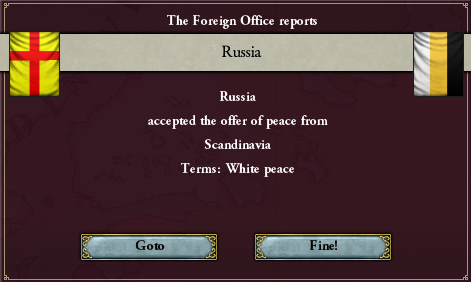 The Foreign Office reports
Russia
Russia
accepted the offer of peace from
Scandinavia
Terms: White peace
Goto
Fine!